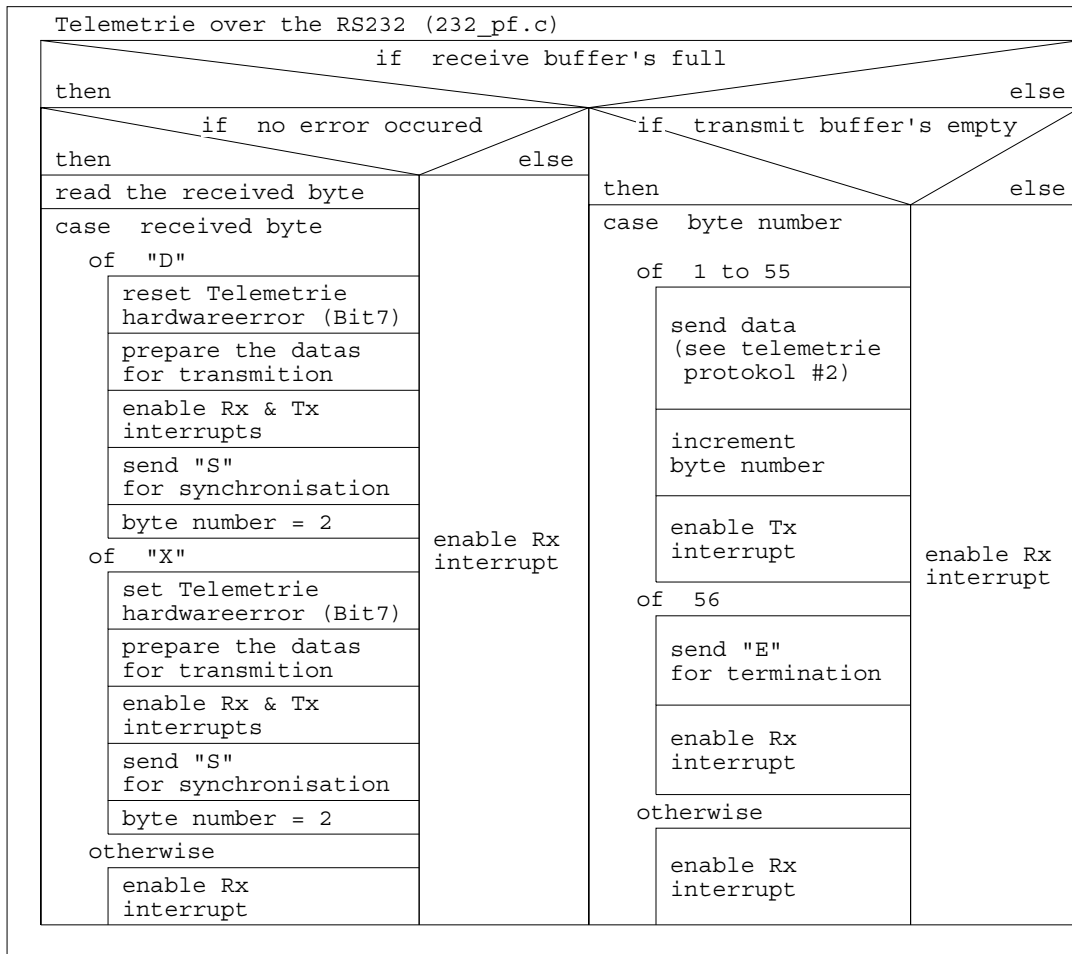 Telemetrie over the RS232 (232_pf.c)
if receive buffer's full
then
else
if no error occured
then
else
read the received byte
case received byte
of "D"
reset Telemetrie
hardwareerror (Bit7)
prepare the datas
for transmition
enable Rx & Tx
interrupts
send "S"
for synchronisation
byte number = 2
of "X"
set Telemetrie
hardwareerror (Bit7)
prepare the datas
for transmition
enable Rx & Tx
interrupts
send "S"
for synchronisation
byte number = 2
otherwise
enable Rx
interrupt
enable Rx
interrupt
if transmit buffer's empty
then
else
case byte number
of 1 to 55
send data
(see telemetrie
protokol #2)
increment
byte number
enable Tx
interrupt
of 56
send "E"
for termination
enable Rx
interrupt
otherwise
enable Rx
interrupt
enable Rx
interrupt